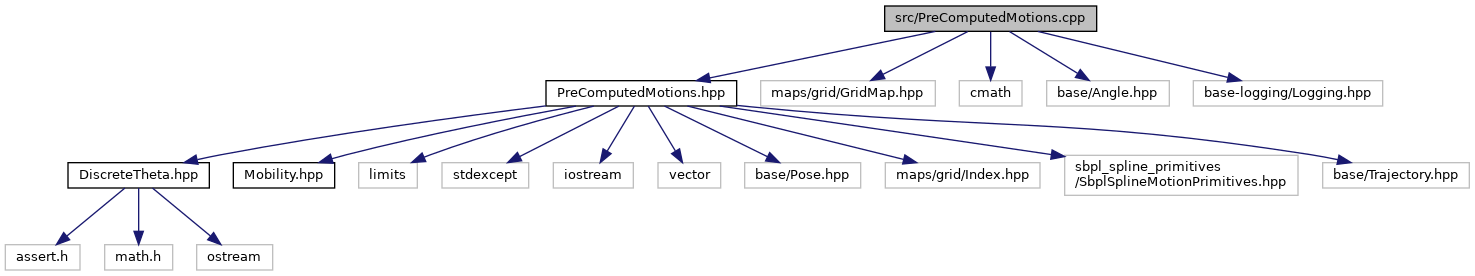 src/PreComputedMotions.cpp
PreComputedMotions.hpp
maps/grid/GridMap.hpp
cmath
base/Angle.hpp
base-logging/Logging.hpp
DiscreteTheta.hpp
Mobility.hpp
limits
stdexcept
iostream
vector
base/Pose.hpp
maps/grid/Index.hpp
sbpl_spline_primitives
/SbplSplineMotionPrimitives.hpp
base/Trajectory.hpp
assert.h
math.h
ostream